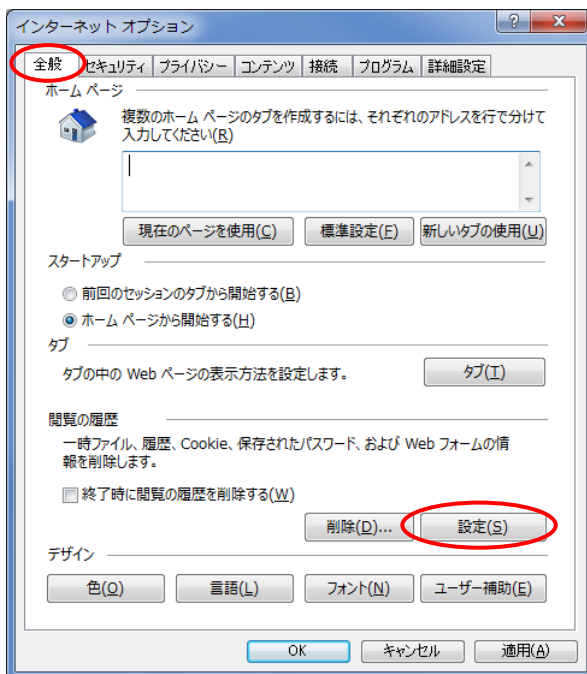 インターネット オプション
全般 セキュリティ プライバシー コンテンツ 接続 プログラム 詳細設定
ホーム ページ
複数のホーム ページのタブを作成するには、それぞれのアドレスを行で分けて
入力してください(R)
現在のページを使用(C) 標準設定(F) 新しいタブの使用(U)
スタートアップ
前回のセッションのタブから開始する(B)
ホーム ページから開始する(H)
タブ
タブの中の Web ページの表示方法を設定します。 タブ(T)
閲覧の履歴
一時ファイル、履歴、Cookie、保存されたパスワード、および Web フォームの情
報を削除します。
終了時に閲覧の履歴を削除する(W)
削除(D)... 設定(S)
デザイン
色(O) 言語(L) フォント(N) ユーザー補助(E)
OK キャンセル 適用(A)